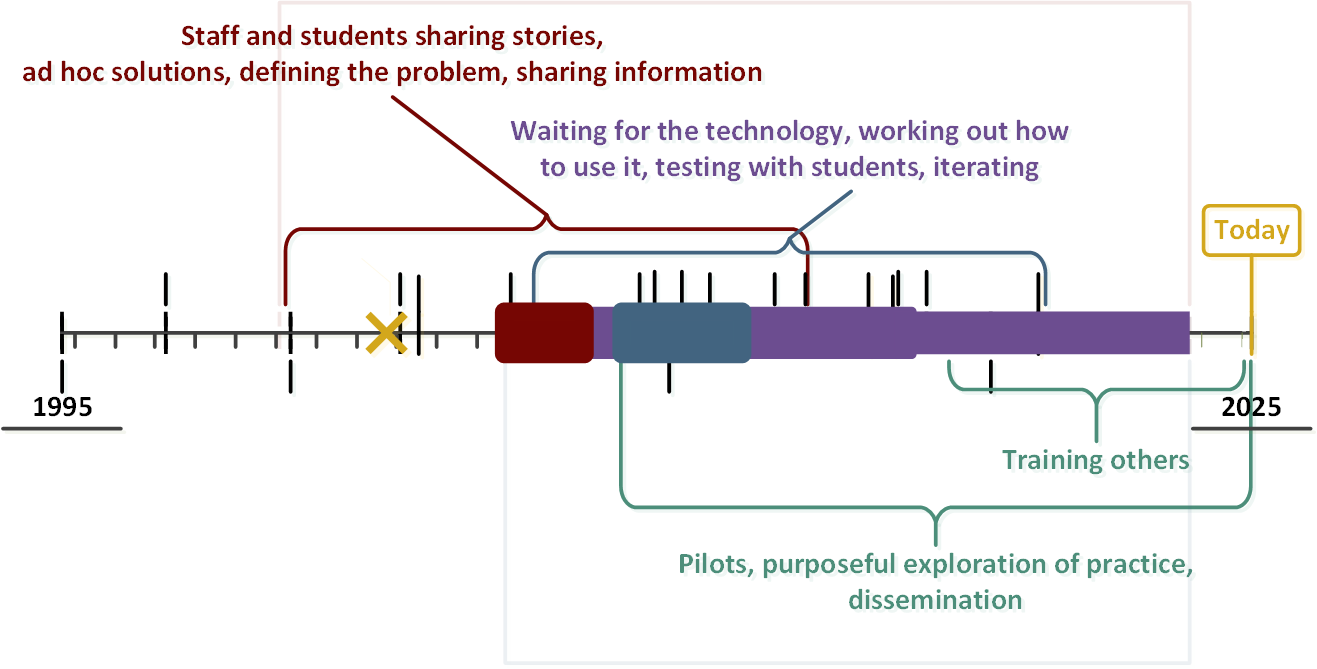 Staff and students sharing stories,
ad hoc solutions, defining the problem, sharing information
Waiting for the technology, working out how
to use it, testing with students, iterating
Today
1995
2025
Training others
Pilots, purposeful exploration of practice,
dissemination